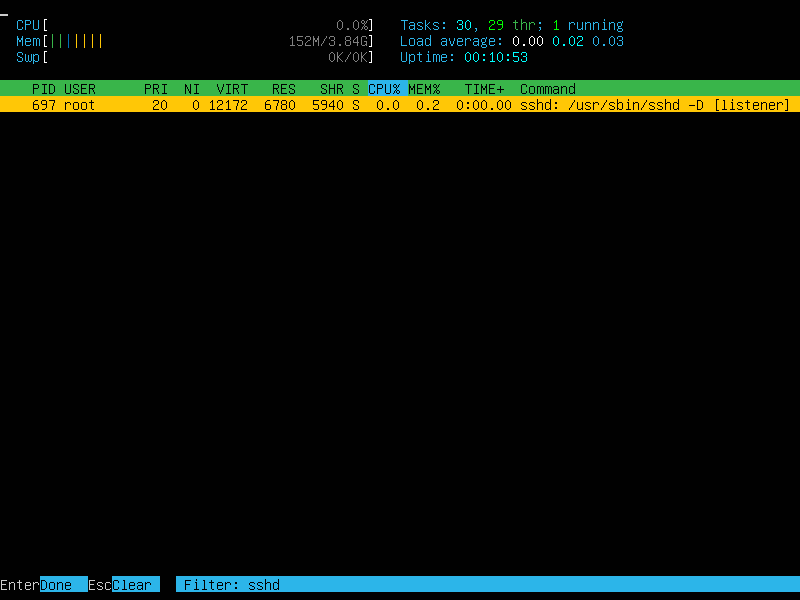 CPU[ 0.0%] Tasks: 30, 29 thr; 1 running
Mem[||||||| 152M/3.84G] Load average: 0.00 0.02 0.03
Swp[ 0K/0K] Uptime: 00:10:53
PID USER PRI NI VIRT RES SHR S CPU% MEM% TIME+ Command
697 root 20 0 12172 6780 5940 S 0.0 0.2 0:00.00 sshd: /usr/sbin/sshd -D [listener]
EnterDone EscClear Filter: sshd